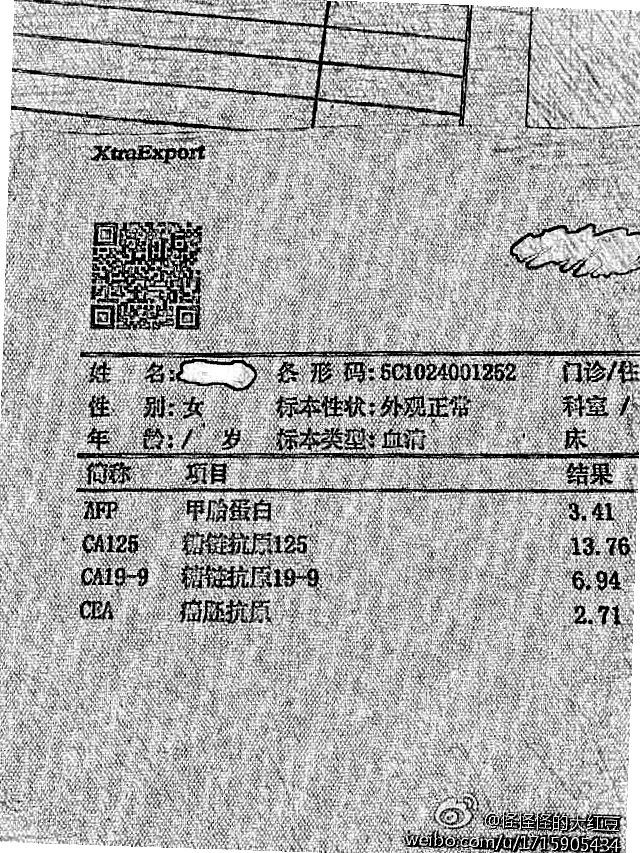 XtraExport
姓 名: 条 形 码:5C1024001252 门诊/住
性 别:女 标本性状:外观正常 科室 /
年 龄:/ 岁 标本类型:血清 床
简称 项目 结果
AFP 甲胎蛋白 3.41
CA125 糖链抗原125 13.76
CA19-9 糖链抗原19-9 6.94
CEA 癌胚抗原 2.71
@怪怪怪的大红豆
weibo.com/u/1715905434